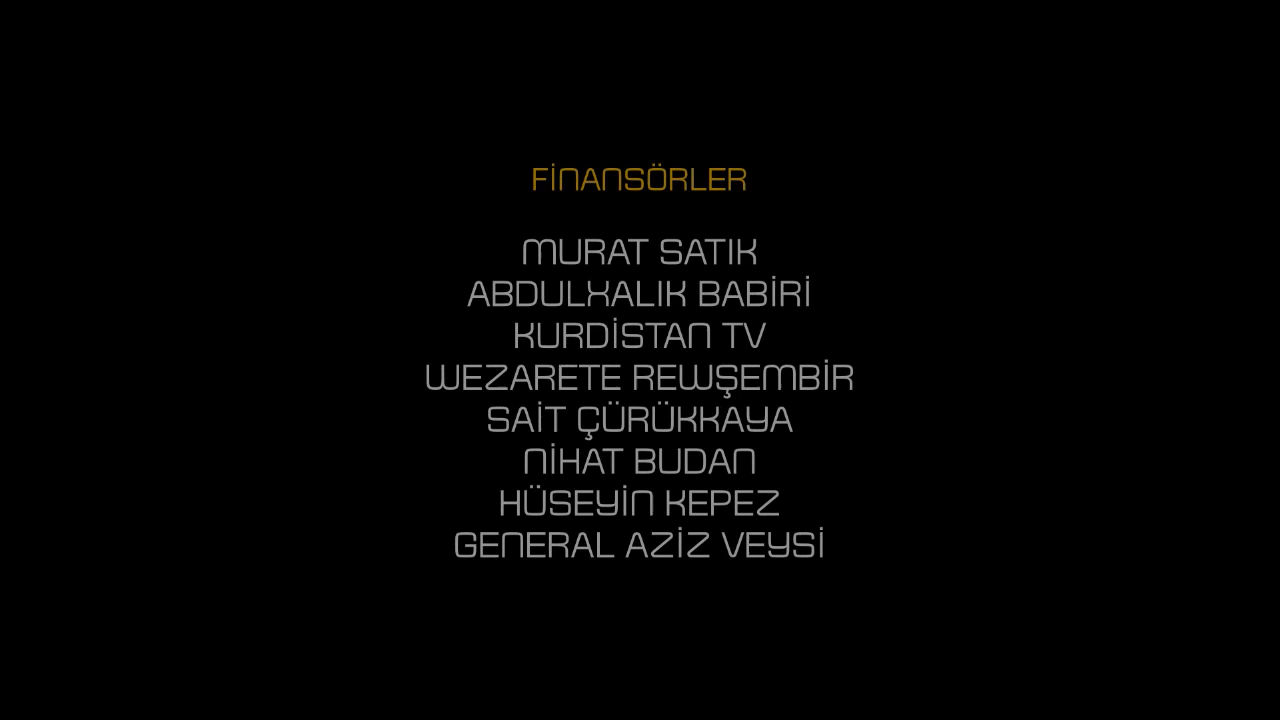 FİNANSÖRLER
MURAT SATIK
ABDULXALIK BABİRİ
KURDİSTAN TV
WEZARETE REWŞEMBİR
SAİT ÇÜRÜKKAYA
NİHAT BUDAN
HÜSEYİN KEPEZ
GENERAL AZİZ VEYSİ